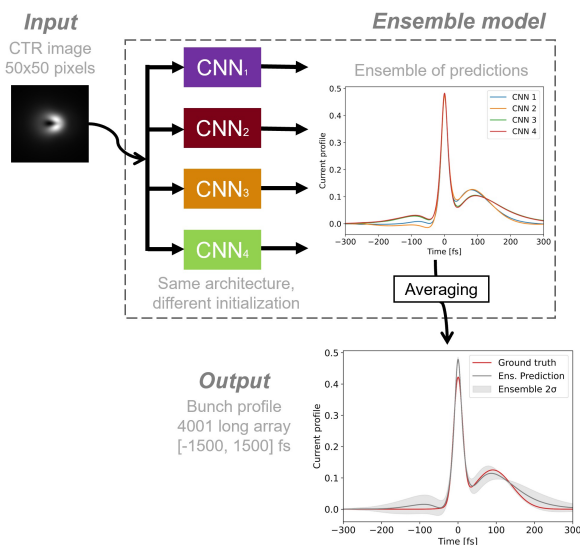 Input
CTR image
50x50 pixels
Ensemble model
CNN1
CNN2
CNN3
CNN4
Same architecture,
different initialization
Ensemble of predictions
Current profile
0.5
0.4
0.3
0.2
0.1
0.0
CNN 1
CNN 2
CNN 3
CNN 4
−300 −200 −100 0 100 200 300
Time [fs]
Averaging
Output
Bunch profile
4001 long array
[-1500, 1500] fs
Current profile
0.5
0.4
0.3
0.2
0.1
0.0
Ground truth
Ens. Prediction
Ensemble 2σ
−300 −200 −100 0 100 200 300
Time [fs]